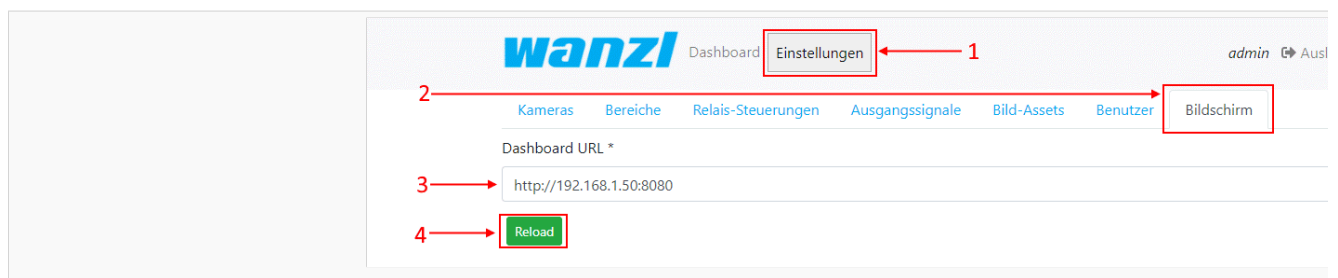 wanzl Dashboard Einstellungen 1 admin Ausl
2
Kameras Bereiche Relais-Steuerungen Ausgangssignale Bild-Assets Benutzer Bildschirm
Dashboard URL *
3 http://192.168.1.50:8080
4 Reload